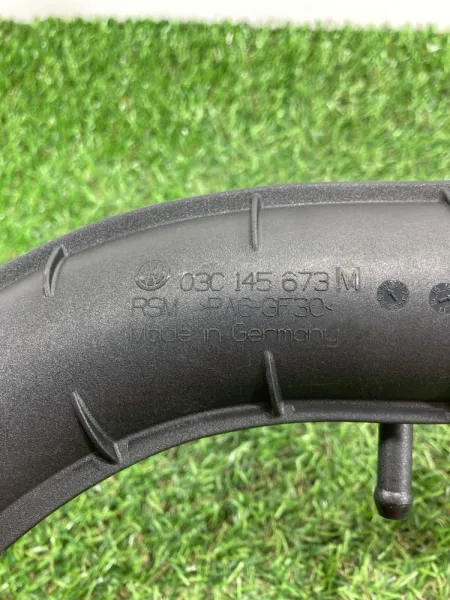 03C 145 673 M
RSM >PA6-GF30<
Made in Germany